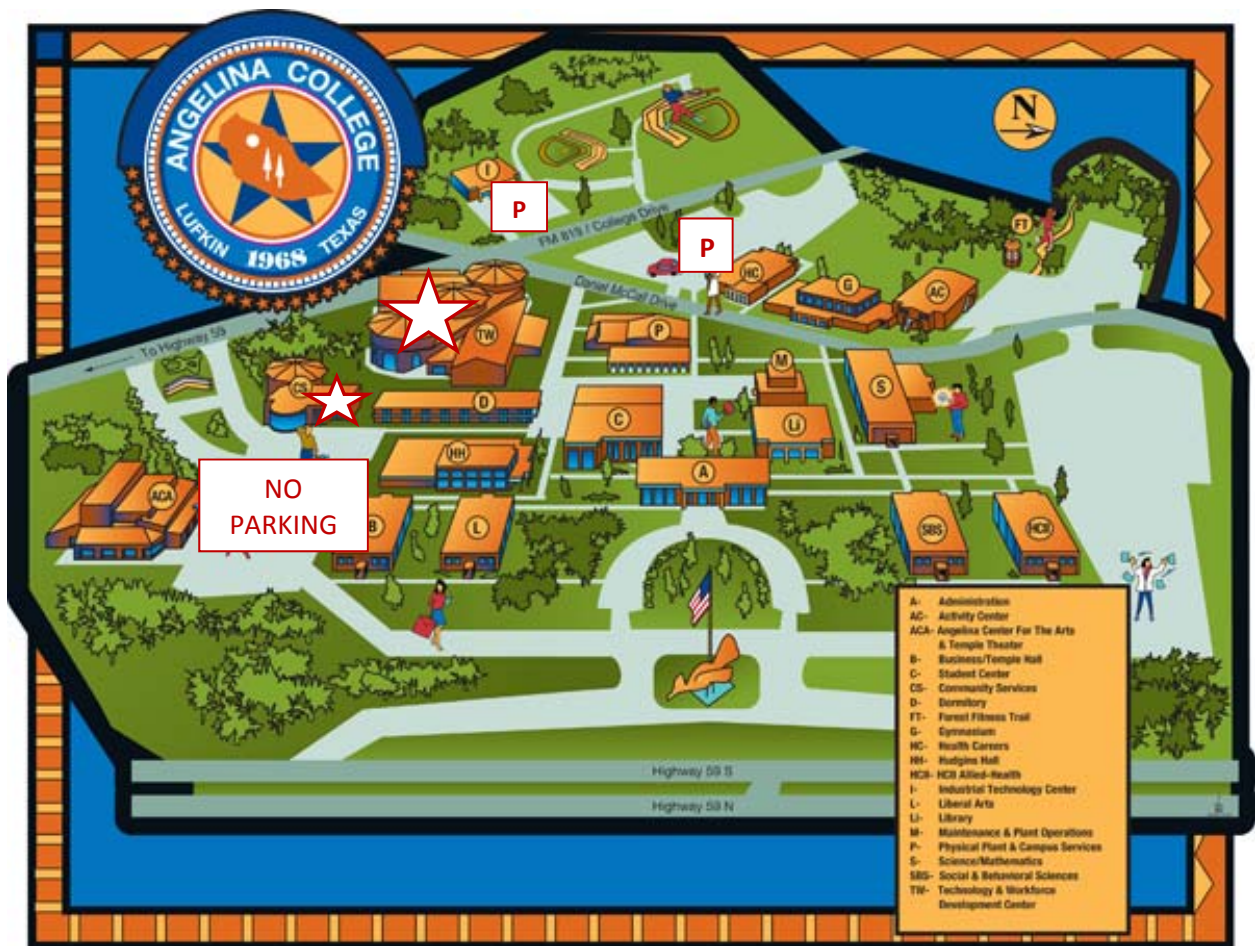 ANGELINA COLLEGE
LUFKIN 1968 TEXAS
N
I
P
FM 819 / College Drive
P
HC
FT
G
AC
Daniel McCall Drive
To Highway 59
TW
P
M
CS
D
C
Li
S
HH
A
ACA
NO
PARKING
B
L
SBS
HCII
A- Administration
AC- Activity Center
ACA- Angelina Center For The Arts
& Temple Theater
B- Business/Temple Hall
C- Student Center
CS- Community Services
D- Dormitory
FT- Forest Fitness Trail
G- Gymnasium
HC- Health Careers
HH- Hudgins Hall
HCII- HCII Allied-Health
I- Industrial Technology Center
L- Liberal Arts
Li- Library
M- Maintenance & Plant Operations
P- Physical Plant & Campus Services
S- Science/Mathematics
SBS- Social & Behavioral Sciences
TW- Technology & Workforce
Development Center
Highway 59 S
Highway 59 N